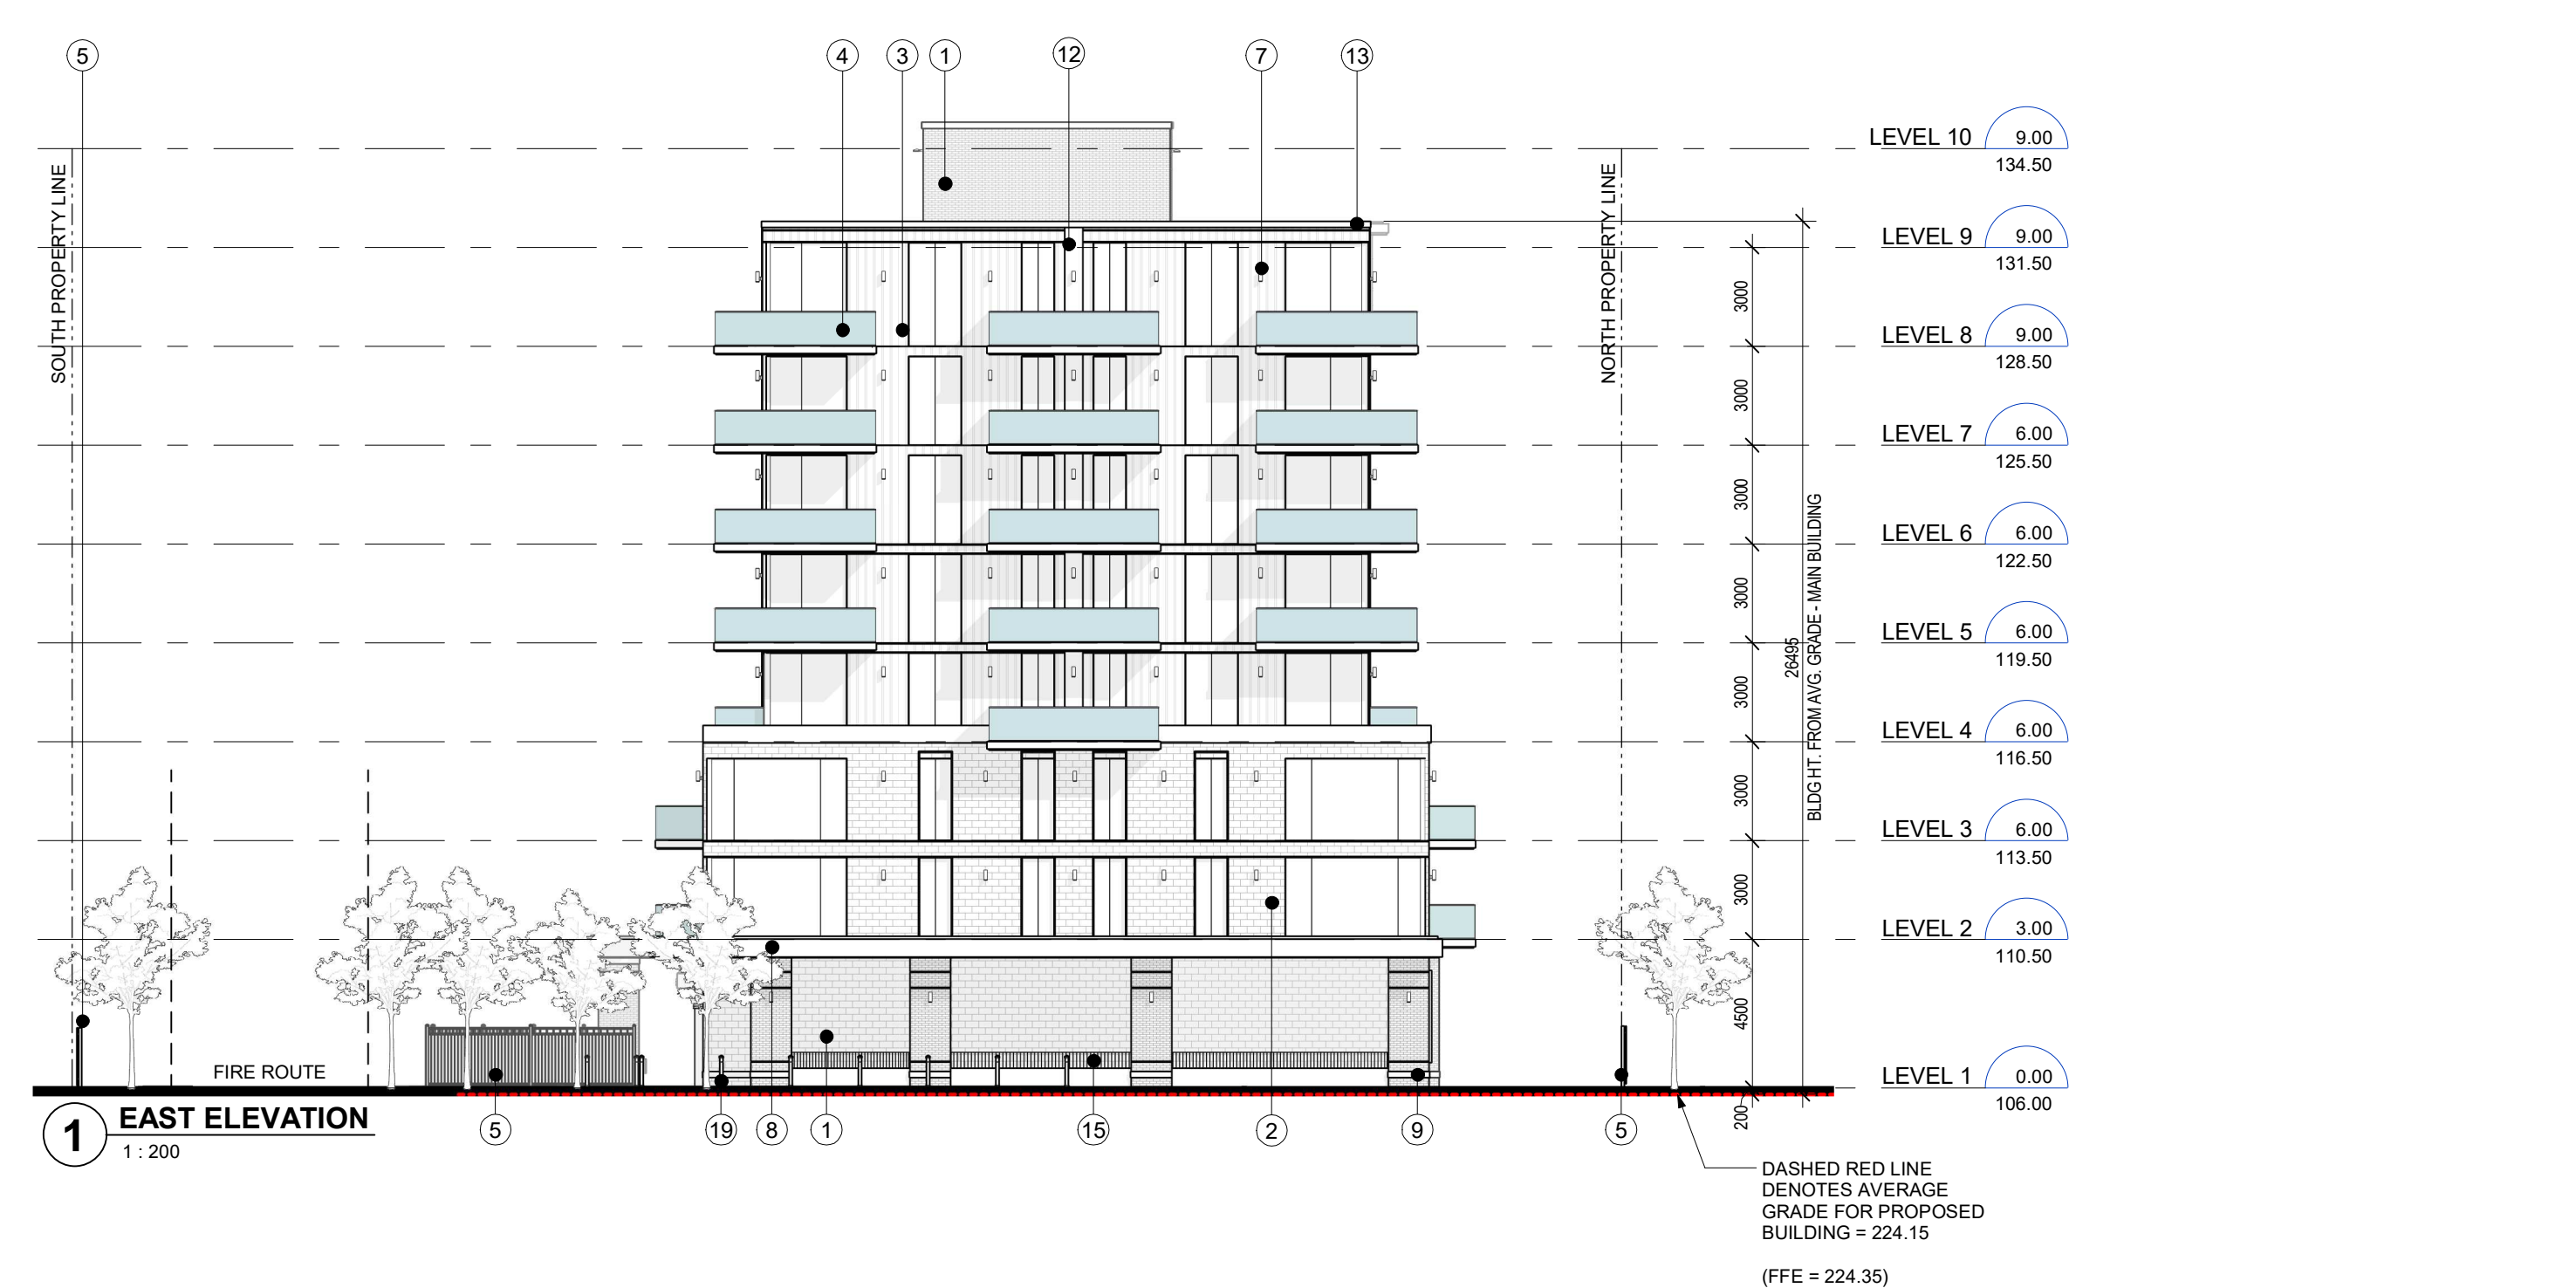 5
4
3
1
12
7
13
SOUTH PROPERTY LINE
NORTH PROPERTY LINE
LEVEL 10 9.00
134.50
LEVEL 9 9.00
131.50
3000
LEVEL 8 9.00
128.50
3000
LEVEL 7 6.00
125.50
3000
LEVEL 6 6.00
122.50
3000
LEVEL 5 6.00
119.50
3000
LEVEL 4 6.00
116.50
3000
LEVEL 3 6.00
113.50
3000
LEVEL 2 3.00
110.50
4500
LEVEL 1 0.00
106.00
200
26495
BLDG HT. FROM AVG. GRADE - MAIN BUILDING
FIRE ROUTE
1
EAST ELEVATION
1 : 200
5
19
8
1
15
2
9
5
DASHED RED LINE
DENOTES AVERAGE
GRADE FOR PROPOSED
BUILDING = 224.15
(FFE = 224.35)